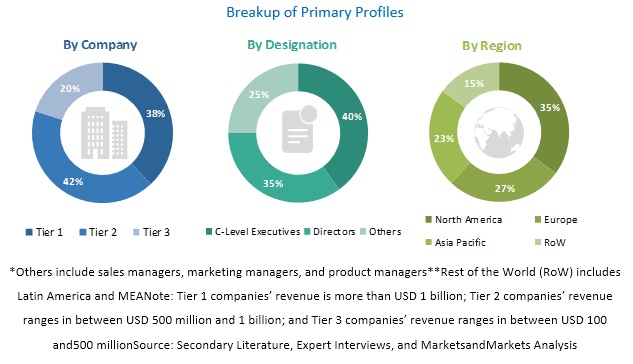 Breakup of Primary Profiles
By Company
By Designation
By Region
20%
38%
42%
25%
40%
35%
15%
35%
23%
27%
Tier 1 Tier 2 Tier 3
C-Level Executives Directors Others
North America Europe
Asia Pacific RoW
*Others include sales managers, marketing managers, and product managers**Rest of the World (RoW) includes
Latin America and MEANote: Tier 1 companies’ revenue is more than USD 1 billion; Tier 2 companies’ revenue
ranges in between USD 500 million and 1 billion; and Tier 3 companies’ revenue ranges in between USD 100
and500 millionSource: Secondary Literature, Expert Interviews, and MarketsandMarkets Analysis